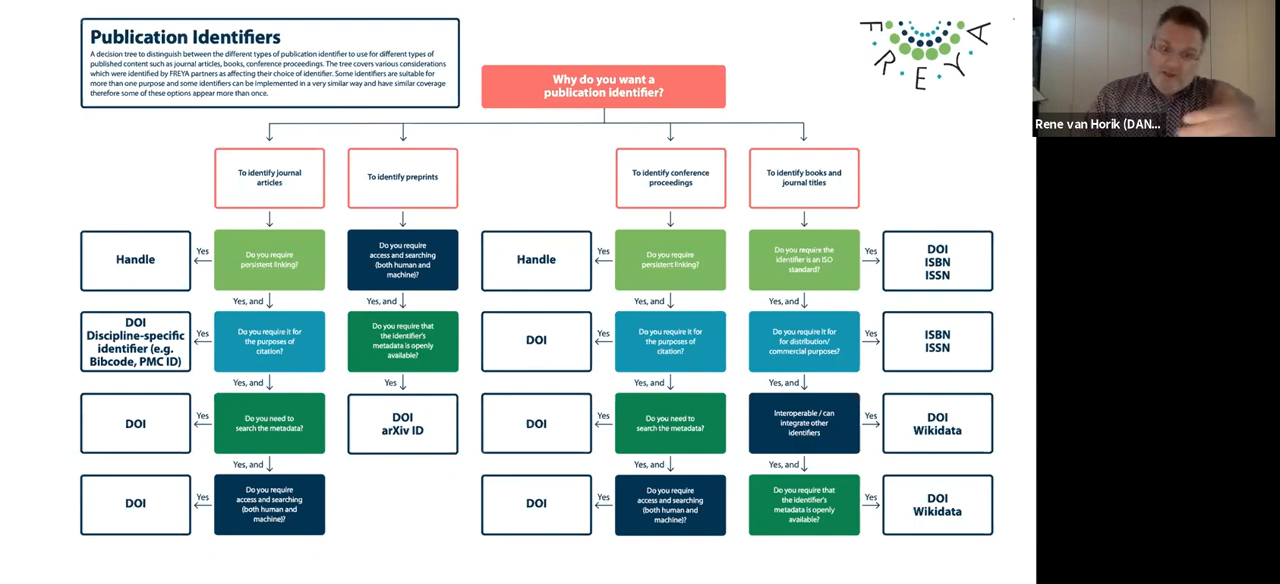 Publication Identifiers
A decision tree to distinguish between the different types of publication identifier to use for different types of
published content such as journal articles, books, conference proceedings. The tree covers various considerations
which were identified by FREYA partners as affecting their choice of identifier. Some identifiers are suitable for
more than one purpose and some identifiers can be implemented in a very similar way and have similar coverage
therefore some of these options appear more than once.
FREYA
Rene van Horik (DAN...
Why do you want a
publication identifier?
To identify journal
articles
To identify preprints
To identify conference
proceedings
To identify books and
journal titles
Handle
Yes
Do you require
persistent linking?
Do you require
access and searching
(both human and
machine)?
Handle
Yes
Do you require
persistent linking?
Do you require the
identifier is an ISO
standard?
Yes
DOI
ISBN
ISSN
Yes, and
Yes, and
Yes, and
Yes, and
DOI
Discipline-specific
identifier (e.g.
Bibcode, PMC ID)
Yes
Do you require it for
the purposes of
citation?
Do you require that
the identifier's
metadata is openly
available?
DOI
Yes
Do you require it for
the purposes of
citation?
Do you require it for
for distribution/
commercial purposes?
Yes
ISBN
ISSN
Yes, and
Yes
Yes, and
Yes, and
DOI
Yes
Do you need to
search the metadata?
DOI
arXiv ID
DOI
Yes
Do you need to
search the metadata?
Interoperable / can
integrate other
identifiers
Yes
DOI
Wikidata
Yes, and
Yes, and
Yes, and
DOI
Yes
Do you require
access and searching
(both human and
machine)?
DOI
Yes
Do you require
access and searching
(both human and
machine)?
Do you require that
the identifier's
metadata is openly
available?
Yes
DOI
Wikidata